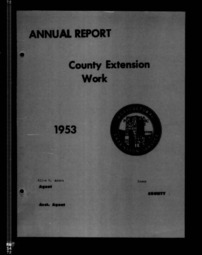 ANNUAL REPORT
County Extension
Work
1953
Agent
COUNTY
Asst. Agent